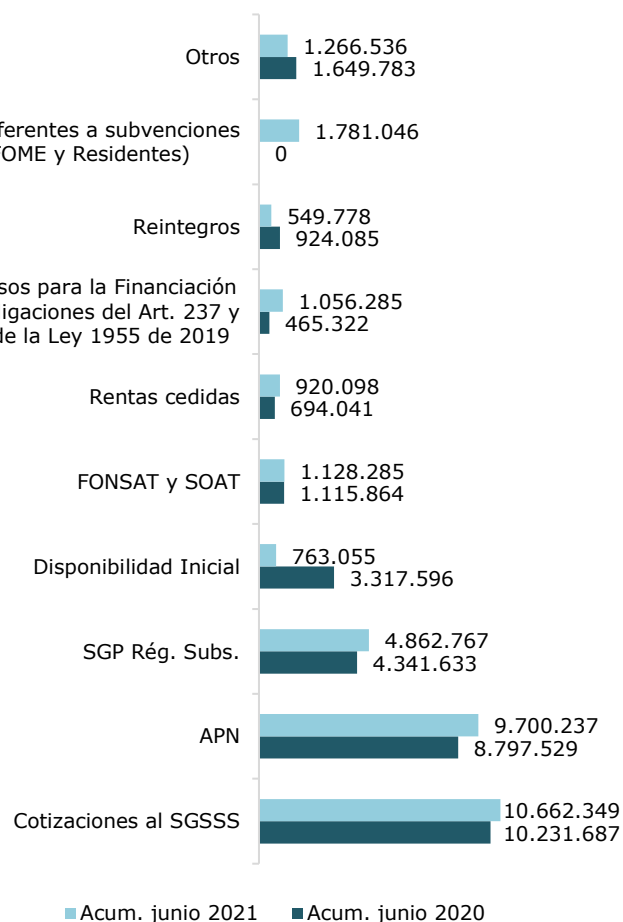 Otros
1.266.536
1.649.783
ferentes a subvenciones
OME y Residentes)
1.781.046
0
Reintegros
549.778
924.085
sos para la Financiación
igaciones del Art. 237 y
de la Ley 1955 de 2019
1.056.285
465.322
Rentas cedidas
920.098
694.041
FONSAT y SOAT
1.128.285
1.115.864
Disponibilidad Inicial
763.055
3.317.596
SGP Rég. Subs.
4.862.767
4.341.633
APN
9.700.237
8.797.529
Cotizaciones al SGSSS
10.662.349
10.231.687
Acum. junio 2021 Acum. junio 2020